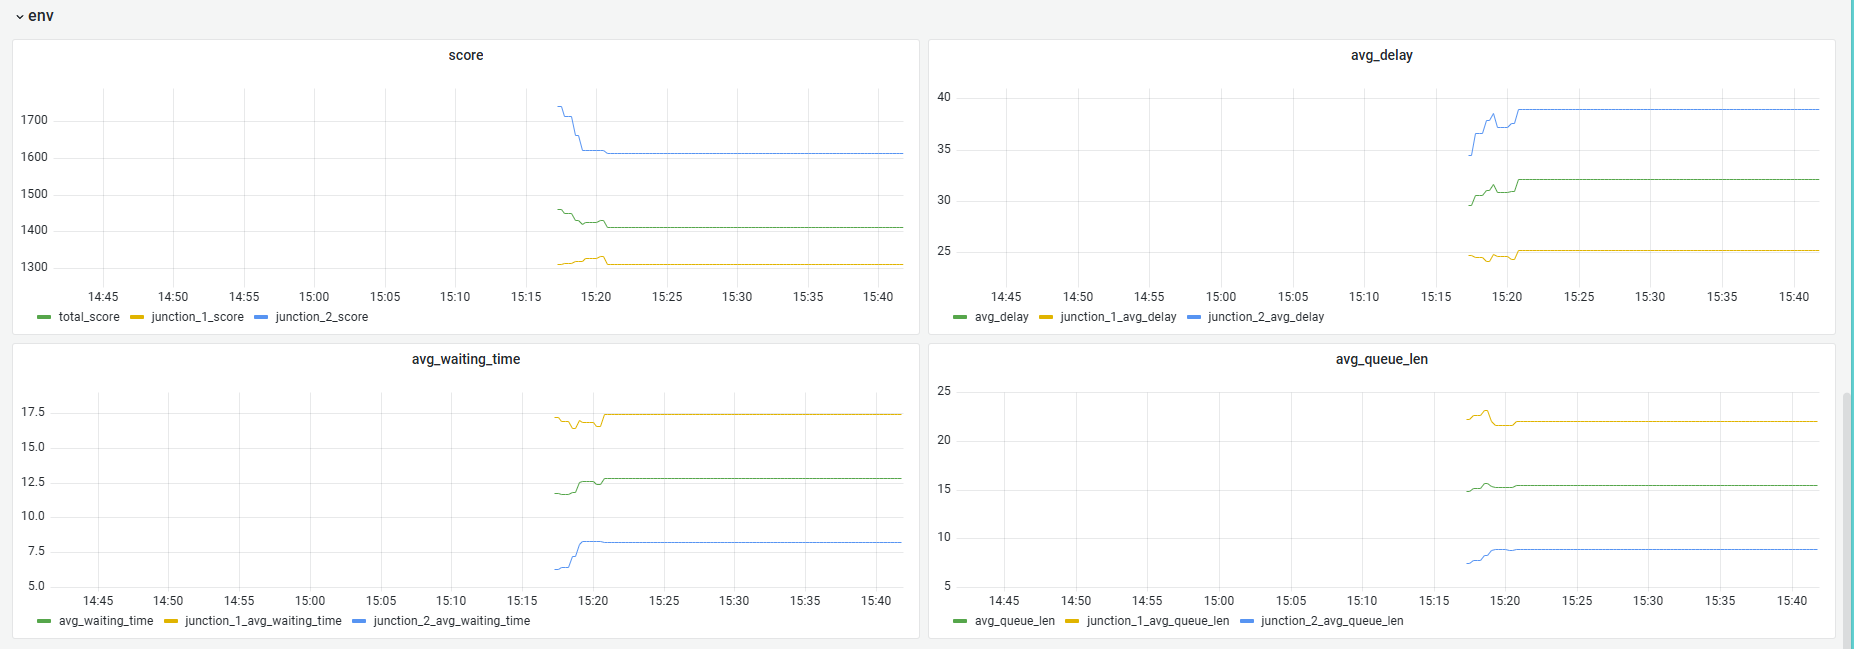 env
score
1700
1600
1500
1400
1300
14:45 14:50 14:55 15:00 15:05 15:10 15:15 15:20 15:25 15:30 15:35 15:40
total_score junction_1_score junction_2_score
avg_delay
40
35
30
25
14:45 14:50 14:55 15:00 15:05 15:10 15:15 15:20 15:25 15:30 15:35 15:40
avg_delay junction_1_avg_delay junction_2_avg_delay
avg_waiting_time
17.5
15.0
12.5
10.0
7.5
5.0
14:45 14:50 14:55 15:00 15:05 15:10 15:15 15:20 15:25 15:30 15:35 15:40
avg_waiting_time junction_1_avg_waiting_time junction_2_avg_waiting_time
avg_queue_len
25
20
15
10
5
14:45 14:50 14:55 15:00 15:05 15:10 15:15 15:20 15:25 15:30 15:35 15:40
avg_queue_len junction_1_avg_queue_len junction_2_avg_queue_len